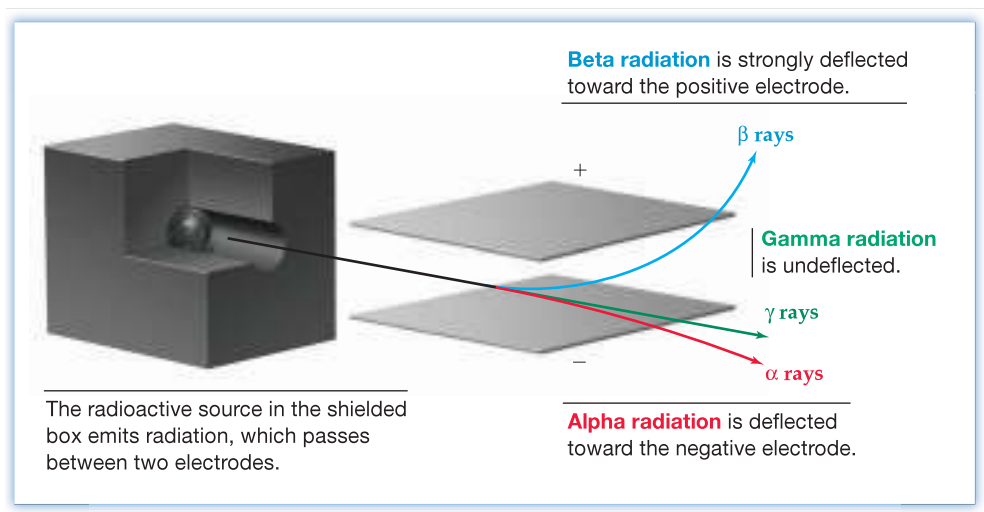 Beta radiation is strongly deflected
toward the positive electrode.
β rays
+
Gamma radiation
is undeflected.
γ rays
−
α rays
The radioactive source in the shielded
box emits radiation, which passes
between two electrodes.
Alpha radiation is deflected
toward the negative electrode.